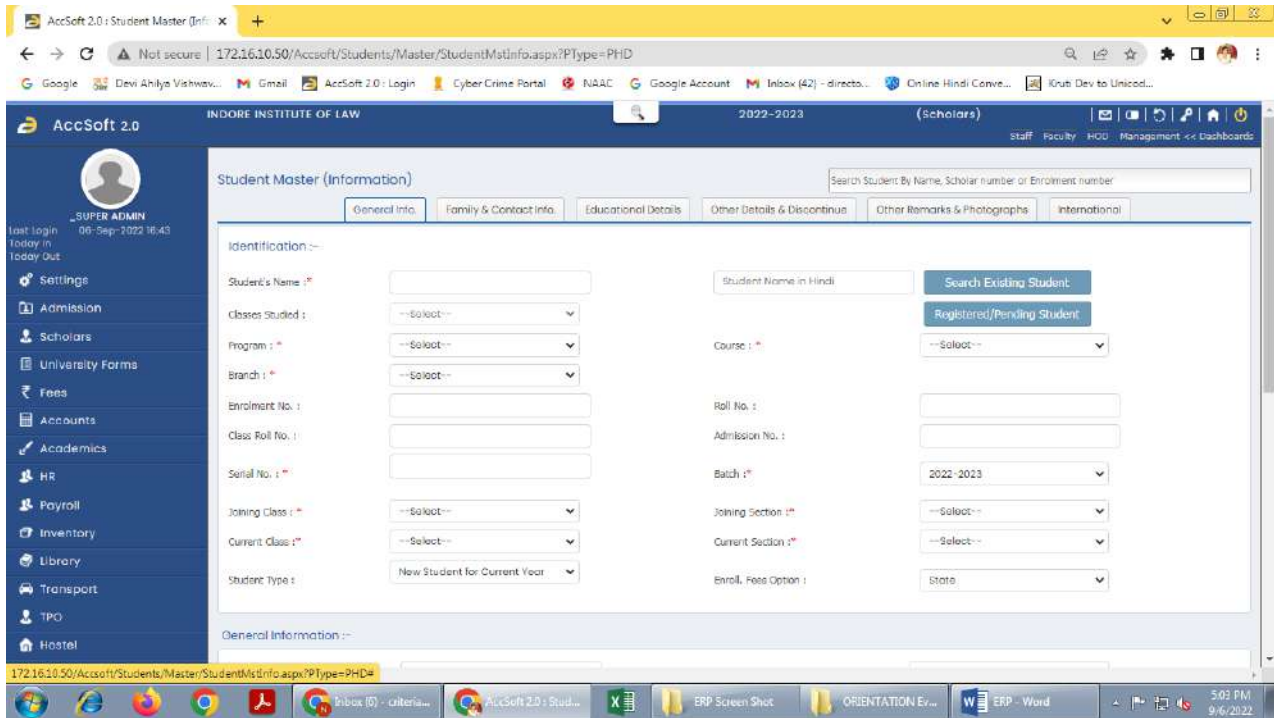 AccSoft 2.0 : Student Master (Inf
Not secure | 172.16.10.50/Accsoft/Students/Master/StudentMstInfo.aspx?PType=PHD
Google Devi Ahilya Vishwav... Gmail AccSoft 2.0 : Login Cyber Crime Portal NAAC Google Account Inbox (42) - directo... Online Hindi Conve... Kruti Dev to Unicod...
AccSoft 2.0
INDORE INSTITUTE OF LAW 2022-2023 (Scholars)
Staff Faculty HOD Management << Dashboards
_SUPER ADMIN
Last Login 06-Sep-2022 16:43
Today In
Today Out
Settings
Admission
Scholars
University Forms
Fees
Accounts
Academics
HR
Payroll
Inventory
Library
Transport
TPO
Hostel
Student Master (Information)
Search Student By Name, Scholar number or Enrolment number
General Info. Family & Contact Info. Educational Details Other Details & Discontinue Other Remarks & Photographs International
Identification :-
Student's Name :* Student Name in Hindi Search Existing Student
Classes Studied : --Select-- Registered/Pending Student
Program : * --Select-- Course : * --Select--
Branch : * --Select--
Enrolment No. : Roll No. :
Class Roll No. : Admission No. :
Serial No. : * Batch :* 2022-2023
Joining Class : * --Select-- Joining Section :* --Select--
Current Class :* --Select-- Current Section :* --Select--
Student Type : New Student for Current Year Enroll. Fees Option : State
General Information :-
172.16.10.50/Accsoft/Students/Master/StudentMstInfo.aspx?PType=PHD#
Inbox (6) - criteria... AccSoft 2.0 : Stud... ERP Screen Shot ORIENTATION Ev... ERP - Word
5:03 PM
9/6/2022